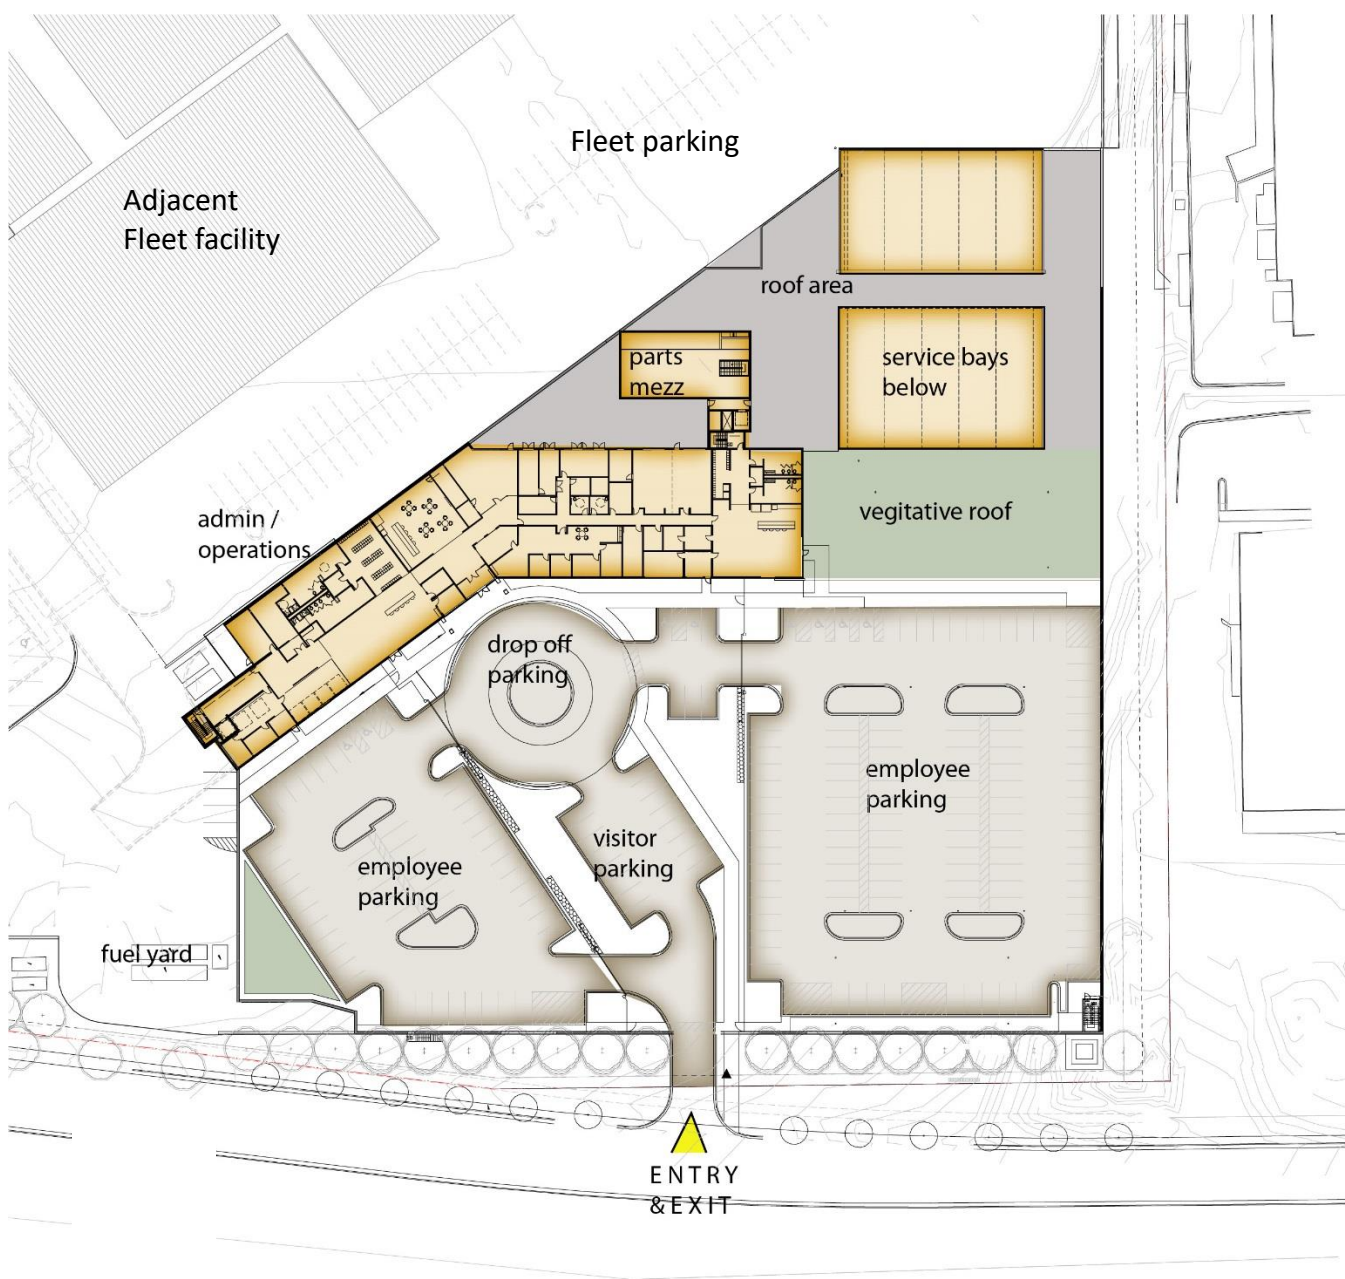 Fleet parking
Adjacent
Fleet facility
roof area
parts
mezz
service bays
below
admin /
operations
vegitative roof
drop off
parking
employee
parking
visitor
parking
employee
parking
fuel yard
ENTRY
& EXIT